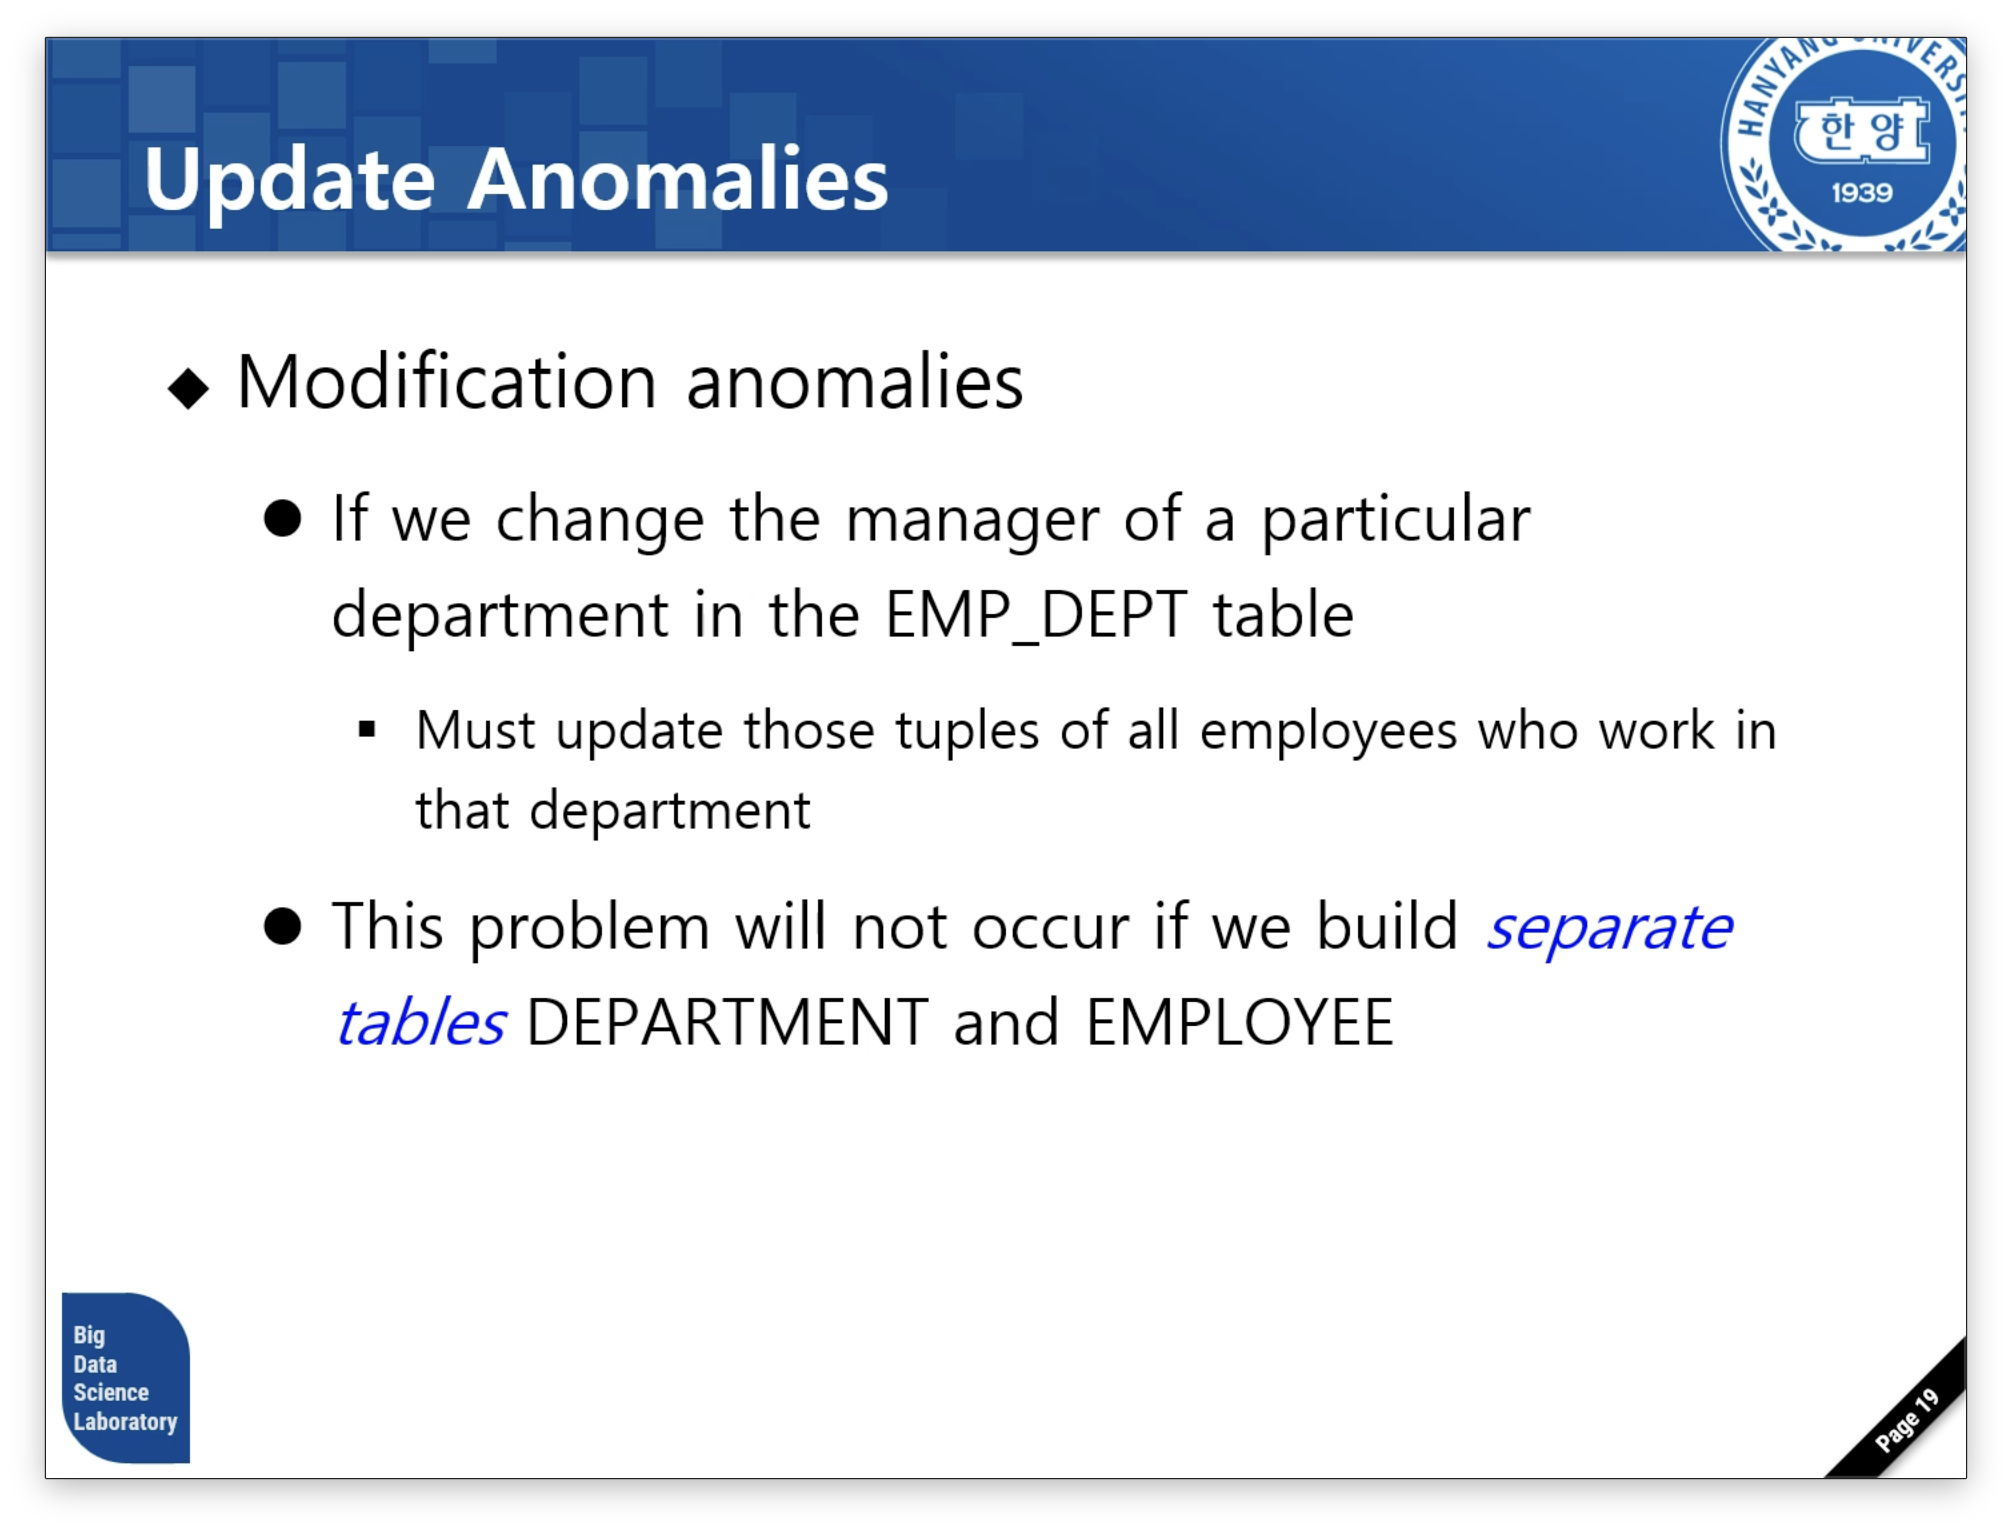 Update Anomalies
HANYANG UNIVERSIT
한양
1939
◆ Modification anomalies
● If we change the manager of a particular
department in the EMP_DEPT table
▪ Must update those tuples of all employees who work in
that department
● This problem will not occur if we build separate
tables DEPARTMENT and EMPLOYEE
Big
Data
Science
Laboratory
Page 19